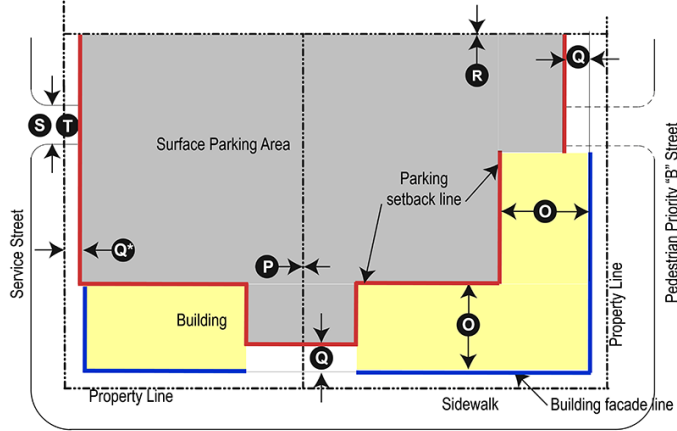 Q
R
S T
Surface Parking Area
Parking
setback line
O
Pedestrian Priority "B" Street
Service Street
Q*
P
Building
O
Q
Property Line
Property Line
Sidewalk
Building facade line